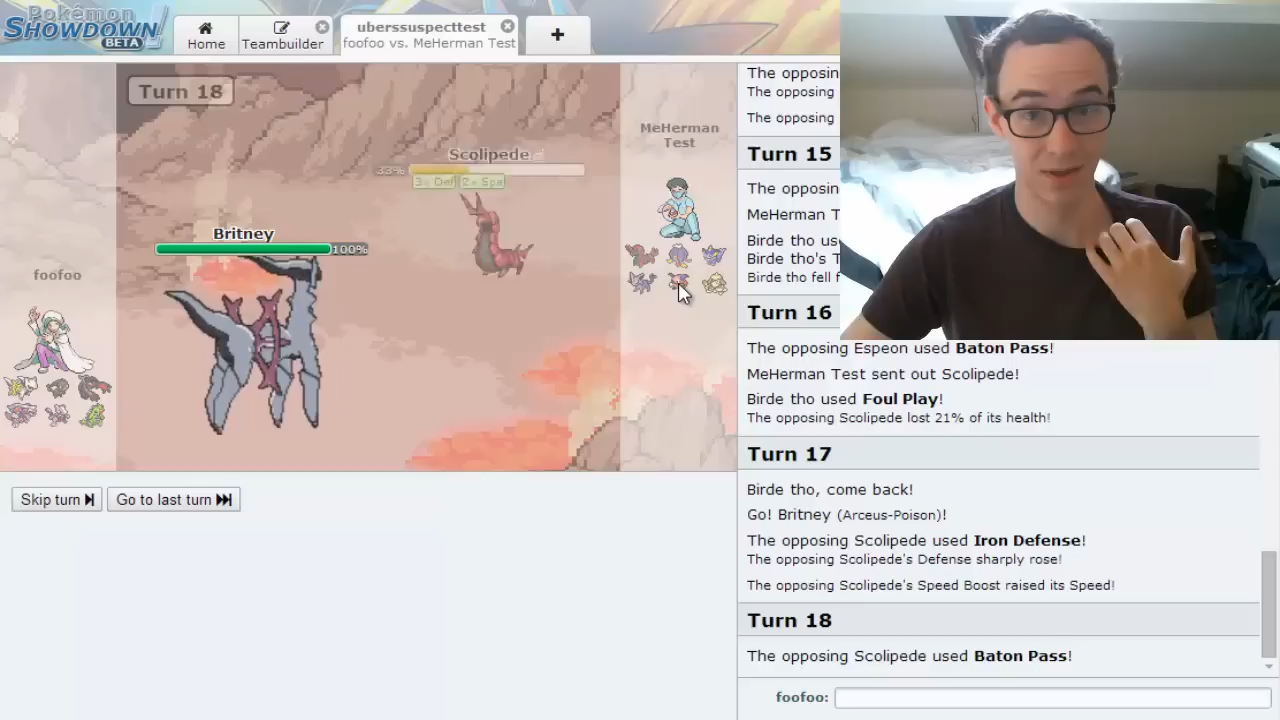 Pokémon
SHOWDOWN
BETA
Home
Teambuilder
uberssuspecttest
foofoo vs. MeHerman Test
+
Turn 18
foofoo
Britney
100%
Scolipede
33%
3× Def
2× Spe
MeHerman
Test
Skip turn
Go to last turn
The opposin
The opposing
The opposing
Turn 15
The opposin
MeHerman T
Birde tho us
Birde tho's T
Birde tho fell f
Turn 16
The opposing Espeon used Baton Pass!
MeHerman Test sent out Scolipede!
Birde tho used Foul Play!
The opposing Scolipede lost 21% of its health!
Turn 17
Birde tho, come back!
Go! Britney (Arceus-Poison)!
The opposing Scolipede used Iron Defense!
The opposing Scolipede's Defense sharply rose!
The opposing Scolipede's Speed Boost raised its Speed!
Turn 18
The opposing Scolipede used Baton Pass!
foofoo: